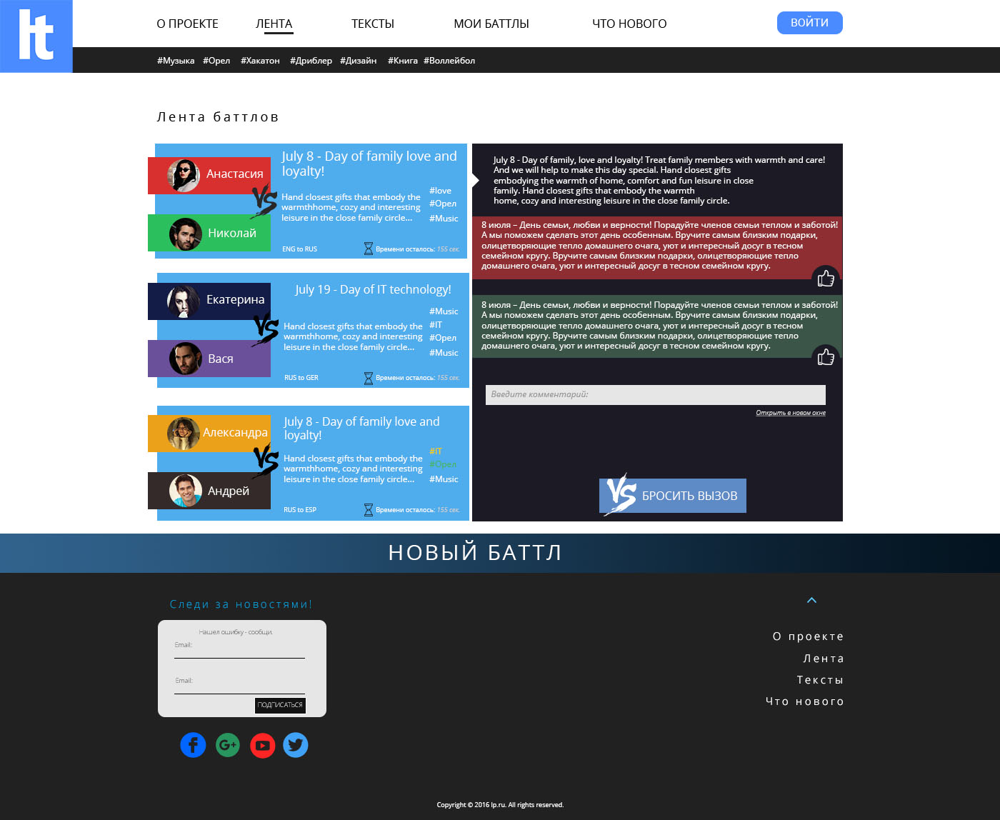 lt
О ПРОЕКТЕ ЛЕНТА ТЕКСТЫ МОИ БАТТЛЫ ЧТО НОВОГО ВОЙТИ
#Музыка #Орел #Хакатон #Дриблер #Дизайн #Книга #Воллейбол
Лента баттлов
Анастасия
VS
Николай
July 8 - Day of family love and
loyalty!
Hand closest gifts that embody the
warmthhome, cozy and interesting
leisure in the close family circle...
#love
#Орел
#Music
ENG to RUS
Времени осталось: 155 сек.
Екатерина
VS
Вася
July 19 - Day of IT technology!
Hand closest gifts that embody the
warmthhome, cozy and interesting
leisure in the close family circle...
#Music
#IT
#Орел
#Music
RUS to GER
Времени осталось: 155 сек.
Александра
VS
Андрей
July 8 - Day of family love and
loyalty!
Hand closest gifts that embody the
warmthhome, cozy and interesting
leisure in the close family circle...
#IT
#Орел
#Music
RUS to ESP
Времени осталось: 155 сек.
July 8 - Day of family, love and loyalty! Treat family members with warmth and care!
And we will help to make this day special. Hand closest gifts
embodying the warmth of home, comfort and fun leisure in close
family. Hand closest gifts that embody the warmth
home, cozy and interesting leisure in the close family circle.
8 июля – День семьи, любви и верности! Порадуйте членов семьи теплом и заботой!
А мы поможем сделать этот день особенным. Вручите самым близким подарки,
олицетворяющие тепло домашнего очага, уют и интересный досуг в тесном
семейном кругу. Вручите самым близким подарки, олицетворяющие тепло
домашнего очага, уют и интересный досуг в тесном семейном кругу.
8 июля – День семьи, любви и верности! Порадуйте членов семьи теплом и заботой!
А мы поможем сделать этот день особенным. Вручите самым близким подарки,
олицетворяющие тепло домашнего очага, уют и интересный досуг в тесном
семейном кругу. Вручите самым близким подарки, олицетворяющие тепло
домашнего очага, уют и интересный досуг в тесном семейном кругу.
Введите комментарий:
Открыть в новом окне
VS БРОСИТЬ ВЫЗОВ
НОВЫЙ БАТТЛ
Следи за новостями!
Нашел ошибку - сообщи.
Email:
Email:
ПОДПИСАТЬСЯ
f G+
О проекте
Лента
Тексты
Что нового
Copyright © 2016 lp.ru. All rights reserved.